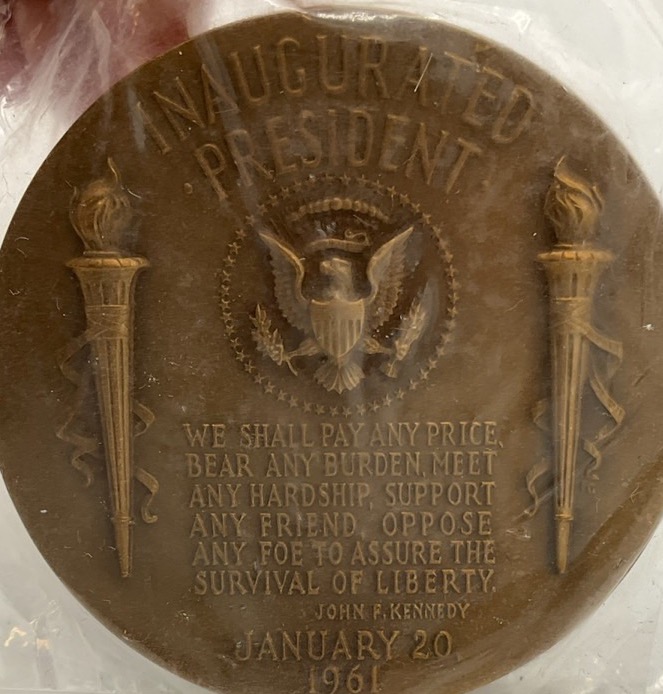 INAUGURATED
· PRESIDENT ·
WE SHALL PAY ANY PRICE,
BEAR ANY BURDEN, MEET
ANY HARDSHIP, SUPPORT
ANY FRIEND, OPPOSE
ANY FOE TO ASSURE THE
SURVIVAL OF LIBERTY.
JOHN F. KENNEDY
JANUARY 20,
1961